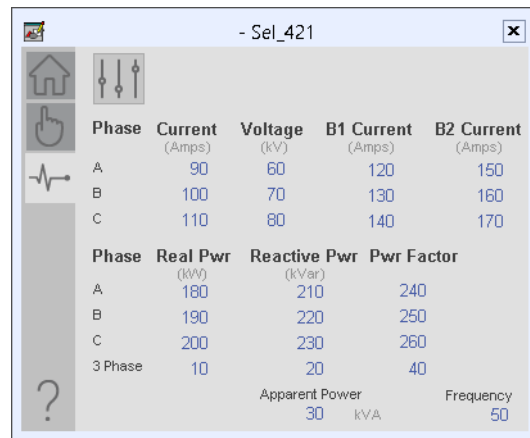 - Sel_421
Phase Current Voltage B1 Current B2 Current
(Amps) (kV) (Amps) (Amps)
A 90 60 120 150
B 100 70 130 160
C 110 80 140 170
Phase Real Pwr Reactive Pwr Pwr Factor
(kW) (kVar)
A 180 210 240
B 190 220 250
C 200 230 260
3 Phase 10 20 40
Apparent Power Frequency
30 kVA 50
?